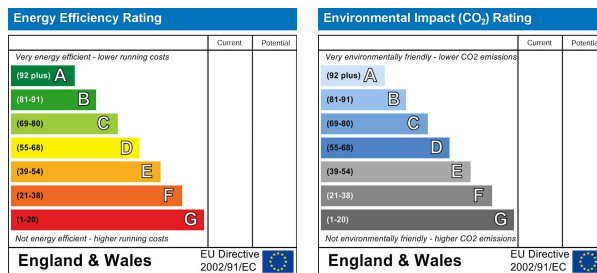 Energy Efficiency Rating
Current Potential
Very energy efficient - lower running costs
(92 plus) A
(81-91) B
(69-80) C
(55-68) D
(39-54) E
(21-38) F
(1-20) G
Not energy efficient - higher running costs
England & Wales
EU Directive
2002/91/EC
Environmental Impact (CO₂) Rating
Current Potentia
Very environmentally friendly - lower CO2 emissions
(92 plus) A
(81-91) B
(69-80) C
(55-68) D
(39-54) E
(21-38) F
(1-20) G
Not environmentally friendly - higher CO2 emissions
England & Wales
EU Directive
2002/91/EC